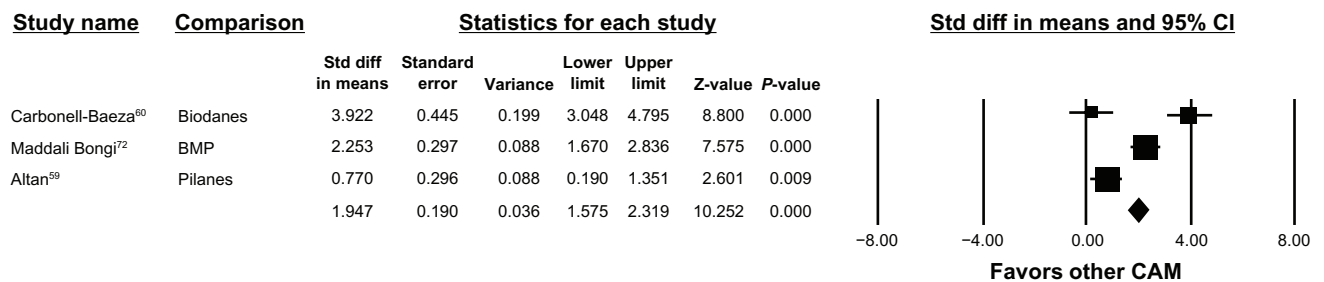 Study name Comparison Statistics for each study Std diff in means and 95% CI
Std diff in means Standard error Variance Lower limit Upper limit Z-value P-value
Carbonell-Baeza60 Biodanes 3.922 0.445 0.199 3.048 4.795 8.800 0.000
Maddali Bongi72 BMP 2.253 0.297 0.088 1.670 2.836 7.575 0.000
Altan59 Pilanes 0.770 0.296 0.088 0.190 1.351 2.601 0.009
1.947 0.190 0.036 1.575 2.319 10.252 0.000
−8.00 −4.00 0.00 4.00 8.00
Favors other CAM